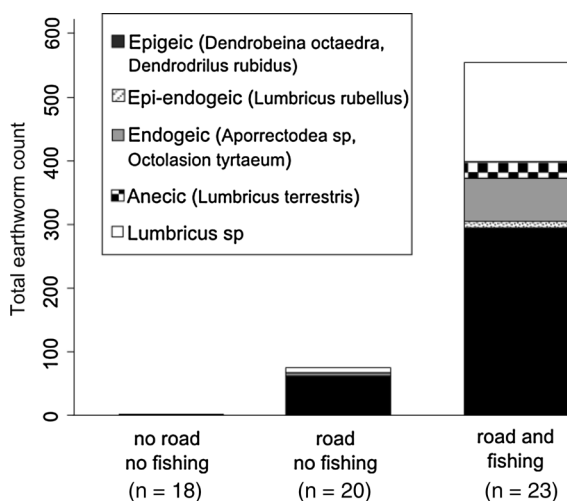 600
500
400
300
200
100
0
Total earthworm count
Epigeic (Dendrobeina octaedra,
Dendrodrilus rubidus)
Epi-endogeic (Lumbricus rubellus)
Endogeic (Aporrectodea sp,
Octolasion tyrtaeum)
Anecic (Lumbricus terrestris)
Lumbricus sp
no road
no fishing
(n = 18)
road
no fishing
(n = 20)
road and
fishing
(n = 23)